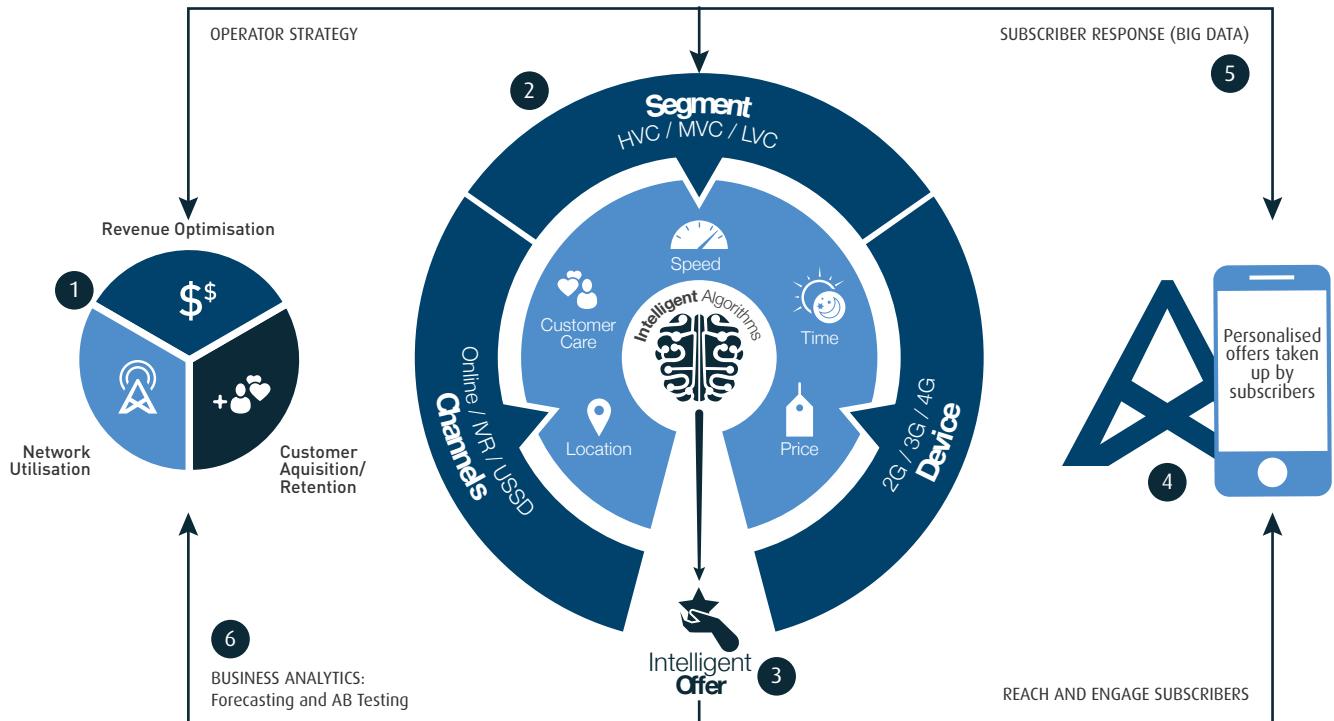 OPERATOR STRATEGY
SUBSCRIBER RESPONSE (BIG DATA)
5
2
Segment
HVC / MVC / LVC
Revenue Optimisation
1
$$
Network
Utilisation
Customer
Aquisition/
Retention
Channels
Online / IVR / USSD
Speed
Customer
Care
Time
Intelligent Algorithms
Location
Price
2G / 3G / 4G
Device
Personalised
offers taken
up by
subscribers
4
Intelligent
Offer
3
6
BUSINESS ANALYTICS:
Forecasting and AB Testing
REACH AND ENGAGE SUBSCRIBERS